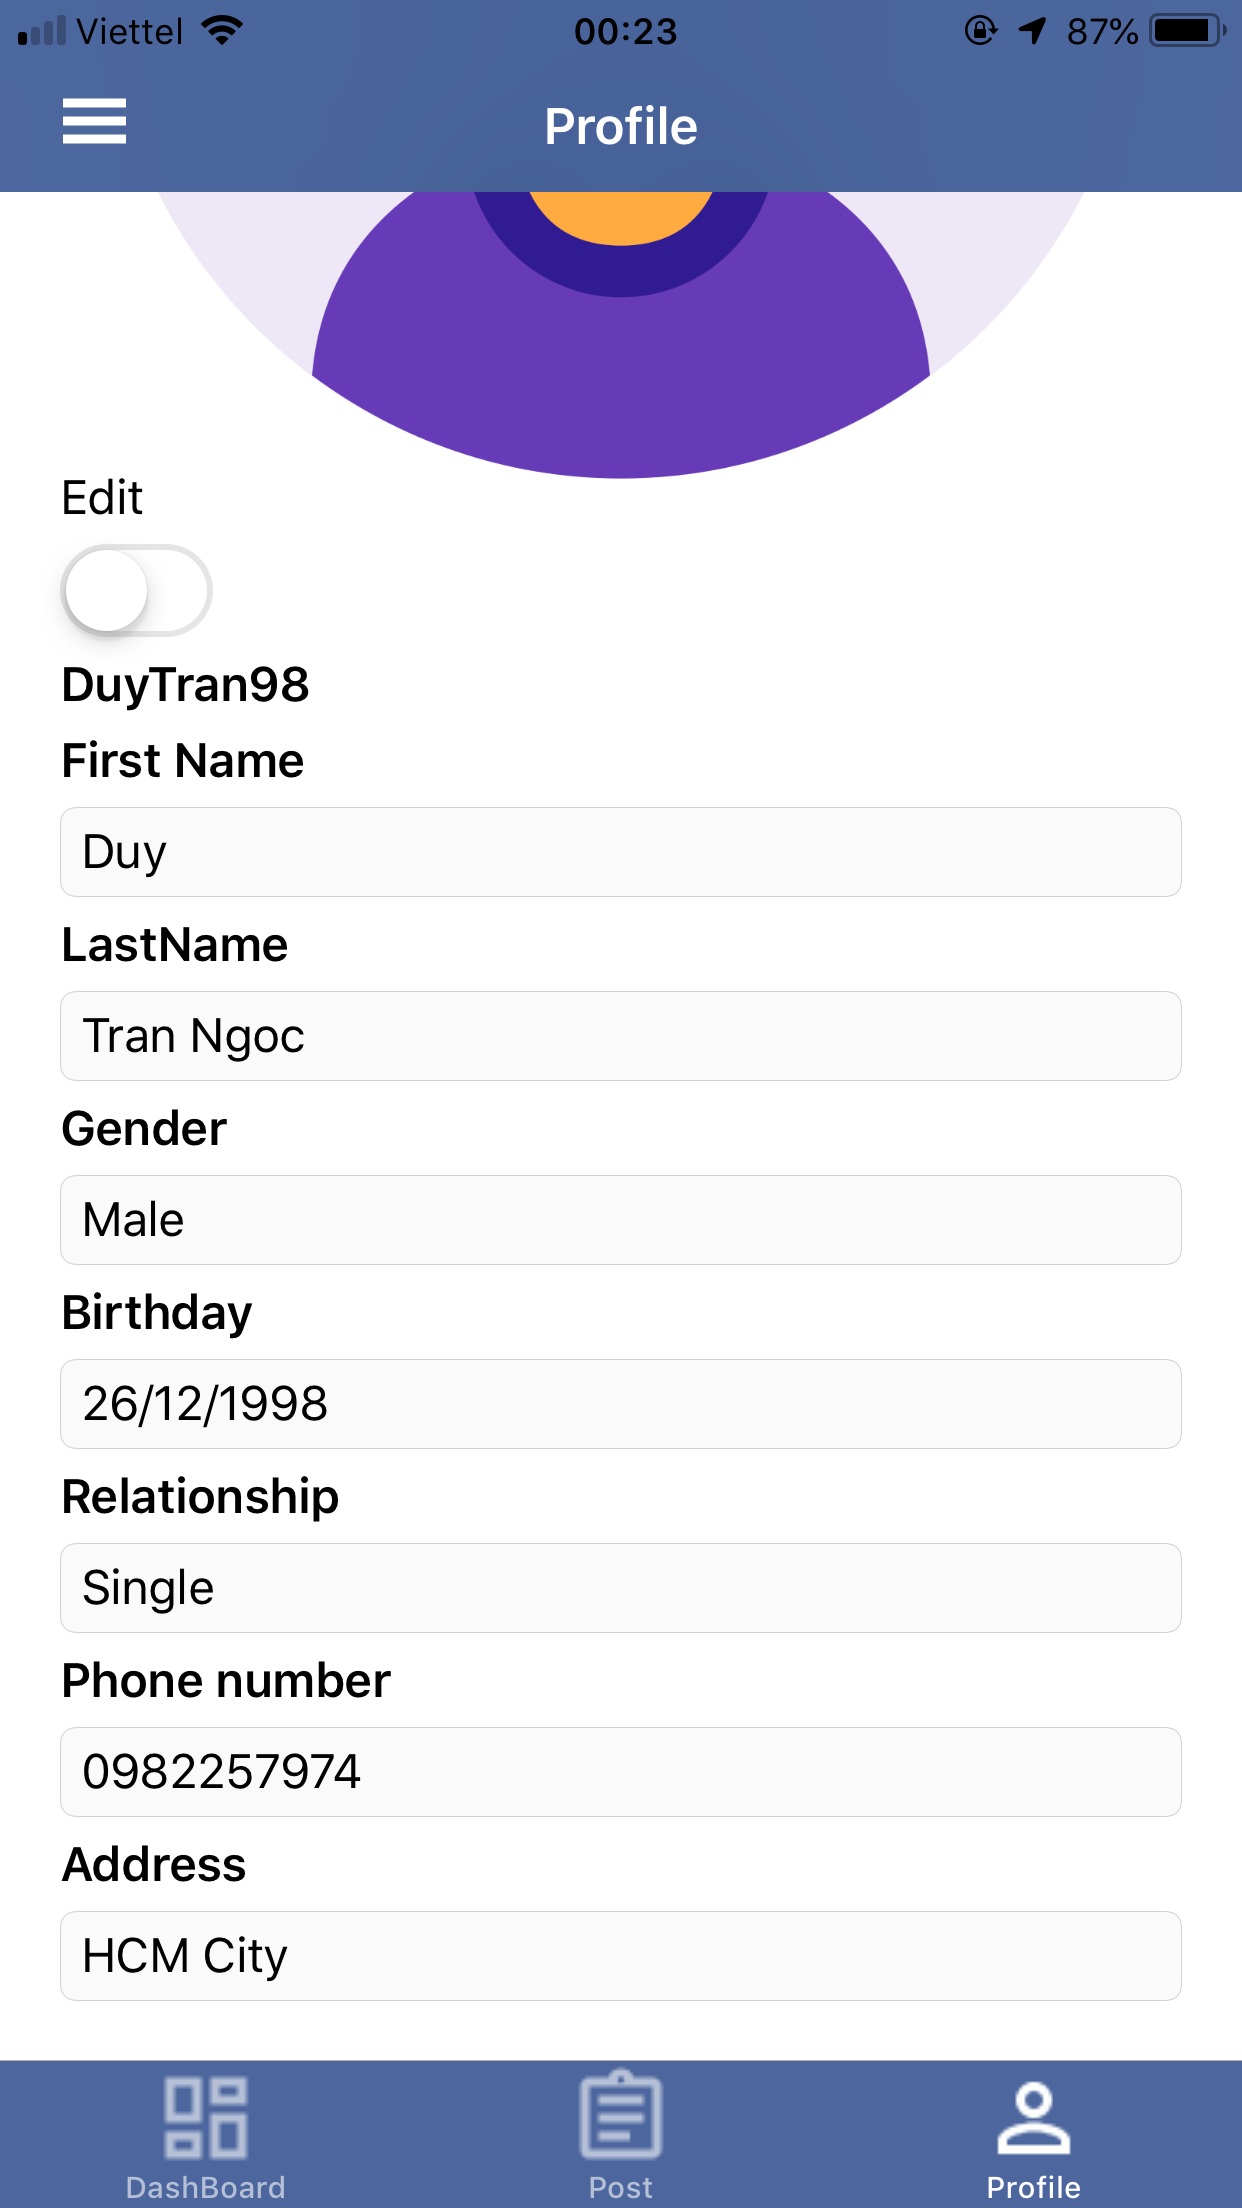 Viettel 00:23 87%
Profile
Edit
DuyTran98
First Name
Duy
LastName
Tran Ngoc
Gender
Male
Birthday
26/12/1998
Relationship
Single
Phone number
0982257974
Address
HCM City
DashBoard Post Profile